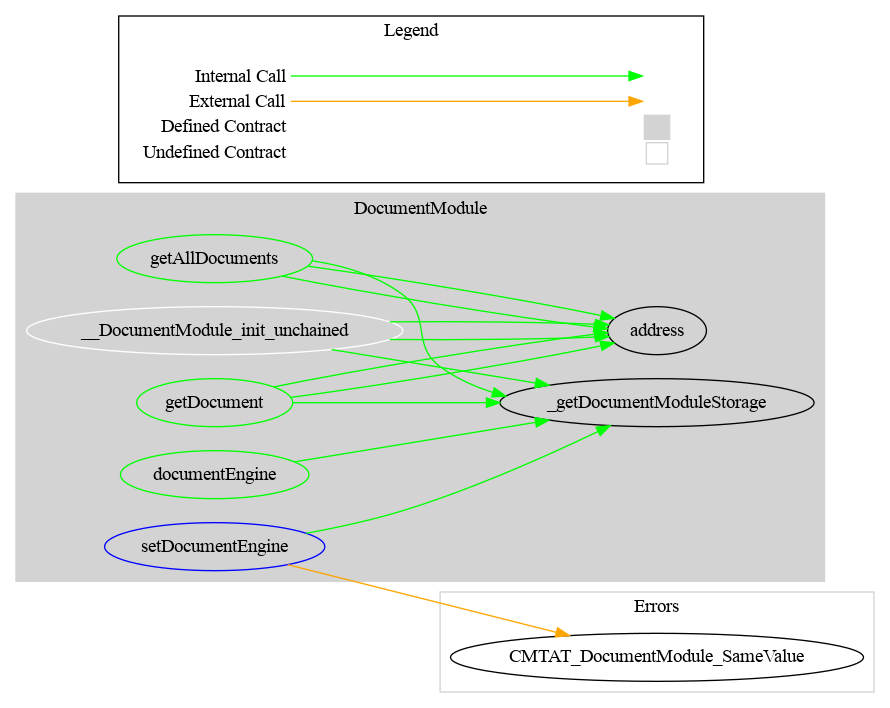 Legend
Internal Call
External Call
Defined Contract
Undefined Contract
DocumentModule
getAllDocuments
__DocumentModule_init_unchained
address
getDocument
_getDocumentModuleStorage
documentEngine
setDocumentEngine
Errors
CMTAT_DocumentModule_SameValue